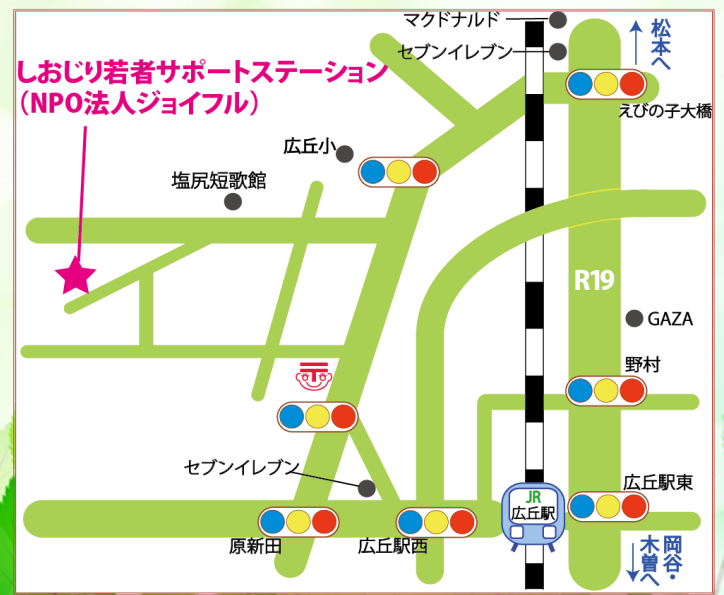 マクドナルド
セブンイレブン
松本へ
しおじり若者サポートステーション
（NPO法人ジョイフル）
えびの子大橋
広丘小
塩尻短歌館
R19
GAZA
野村
セブンイレブン
広丘駅東
JR
広丘駅
原新田
広丘駅西
岡谷・
木曽へ